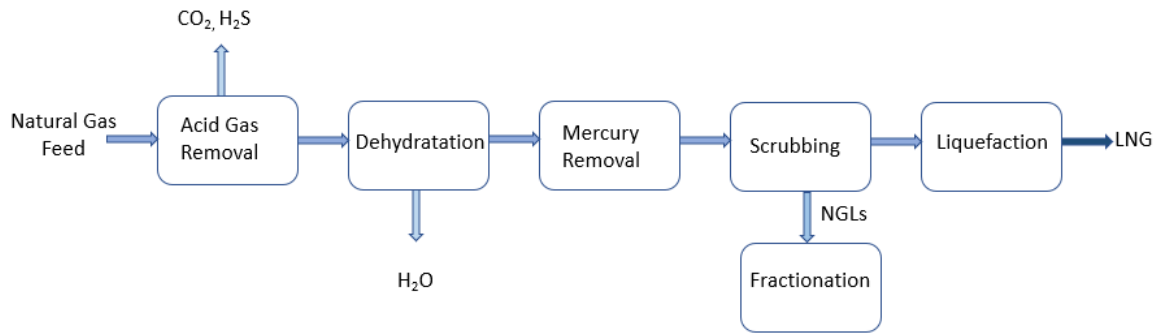 CO₂, H₂S
Natural Gas
Feed
Acid Gas
Removal
Dehydratation
Mercury
Removal
Scrubbing
Liquefaction
LNG
NGLs
H₂O
Fractionation